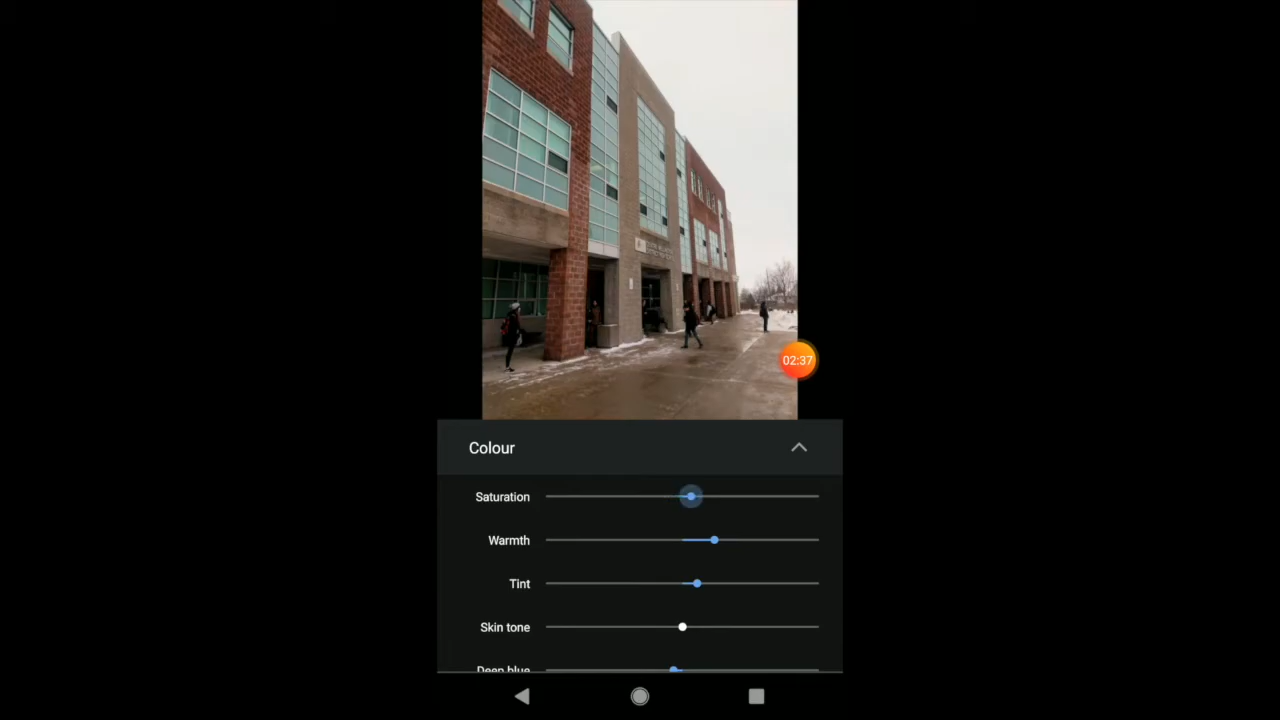 02:37
Colour
Saturation
Warmth
Tint
Skin tone
Deep blue